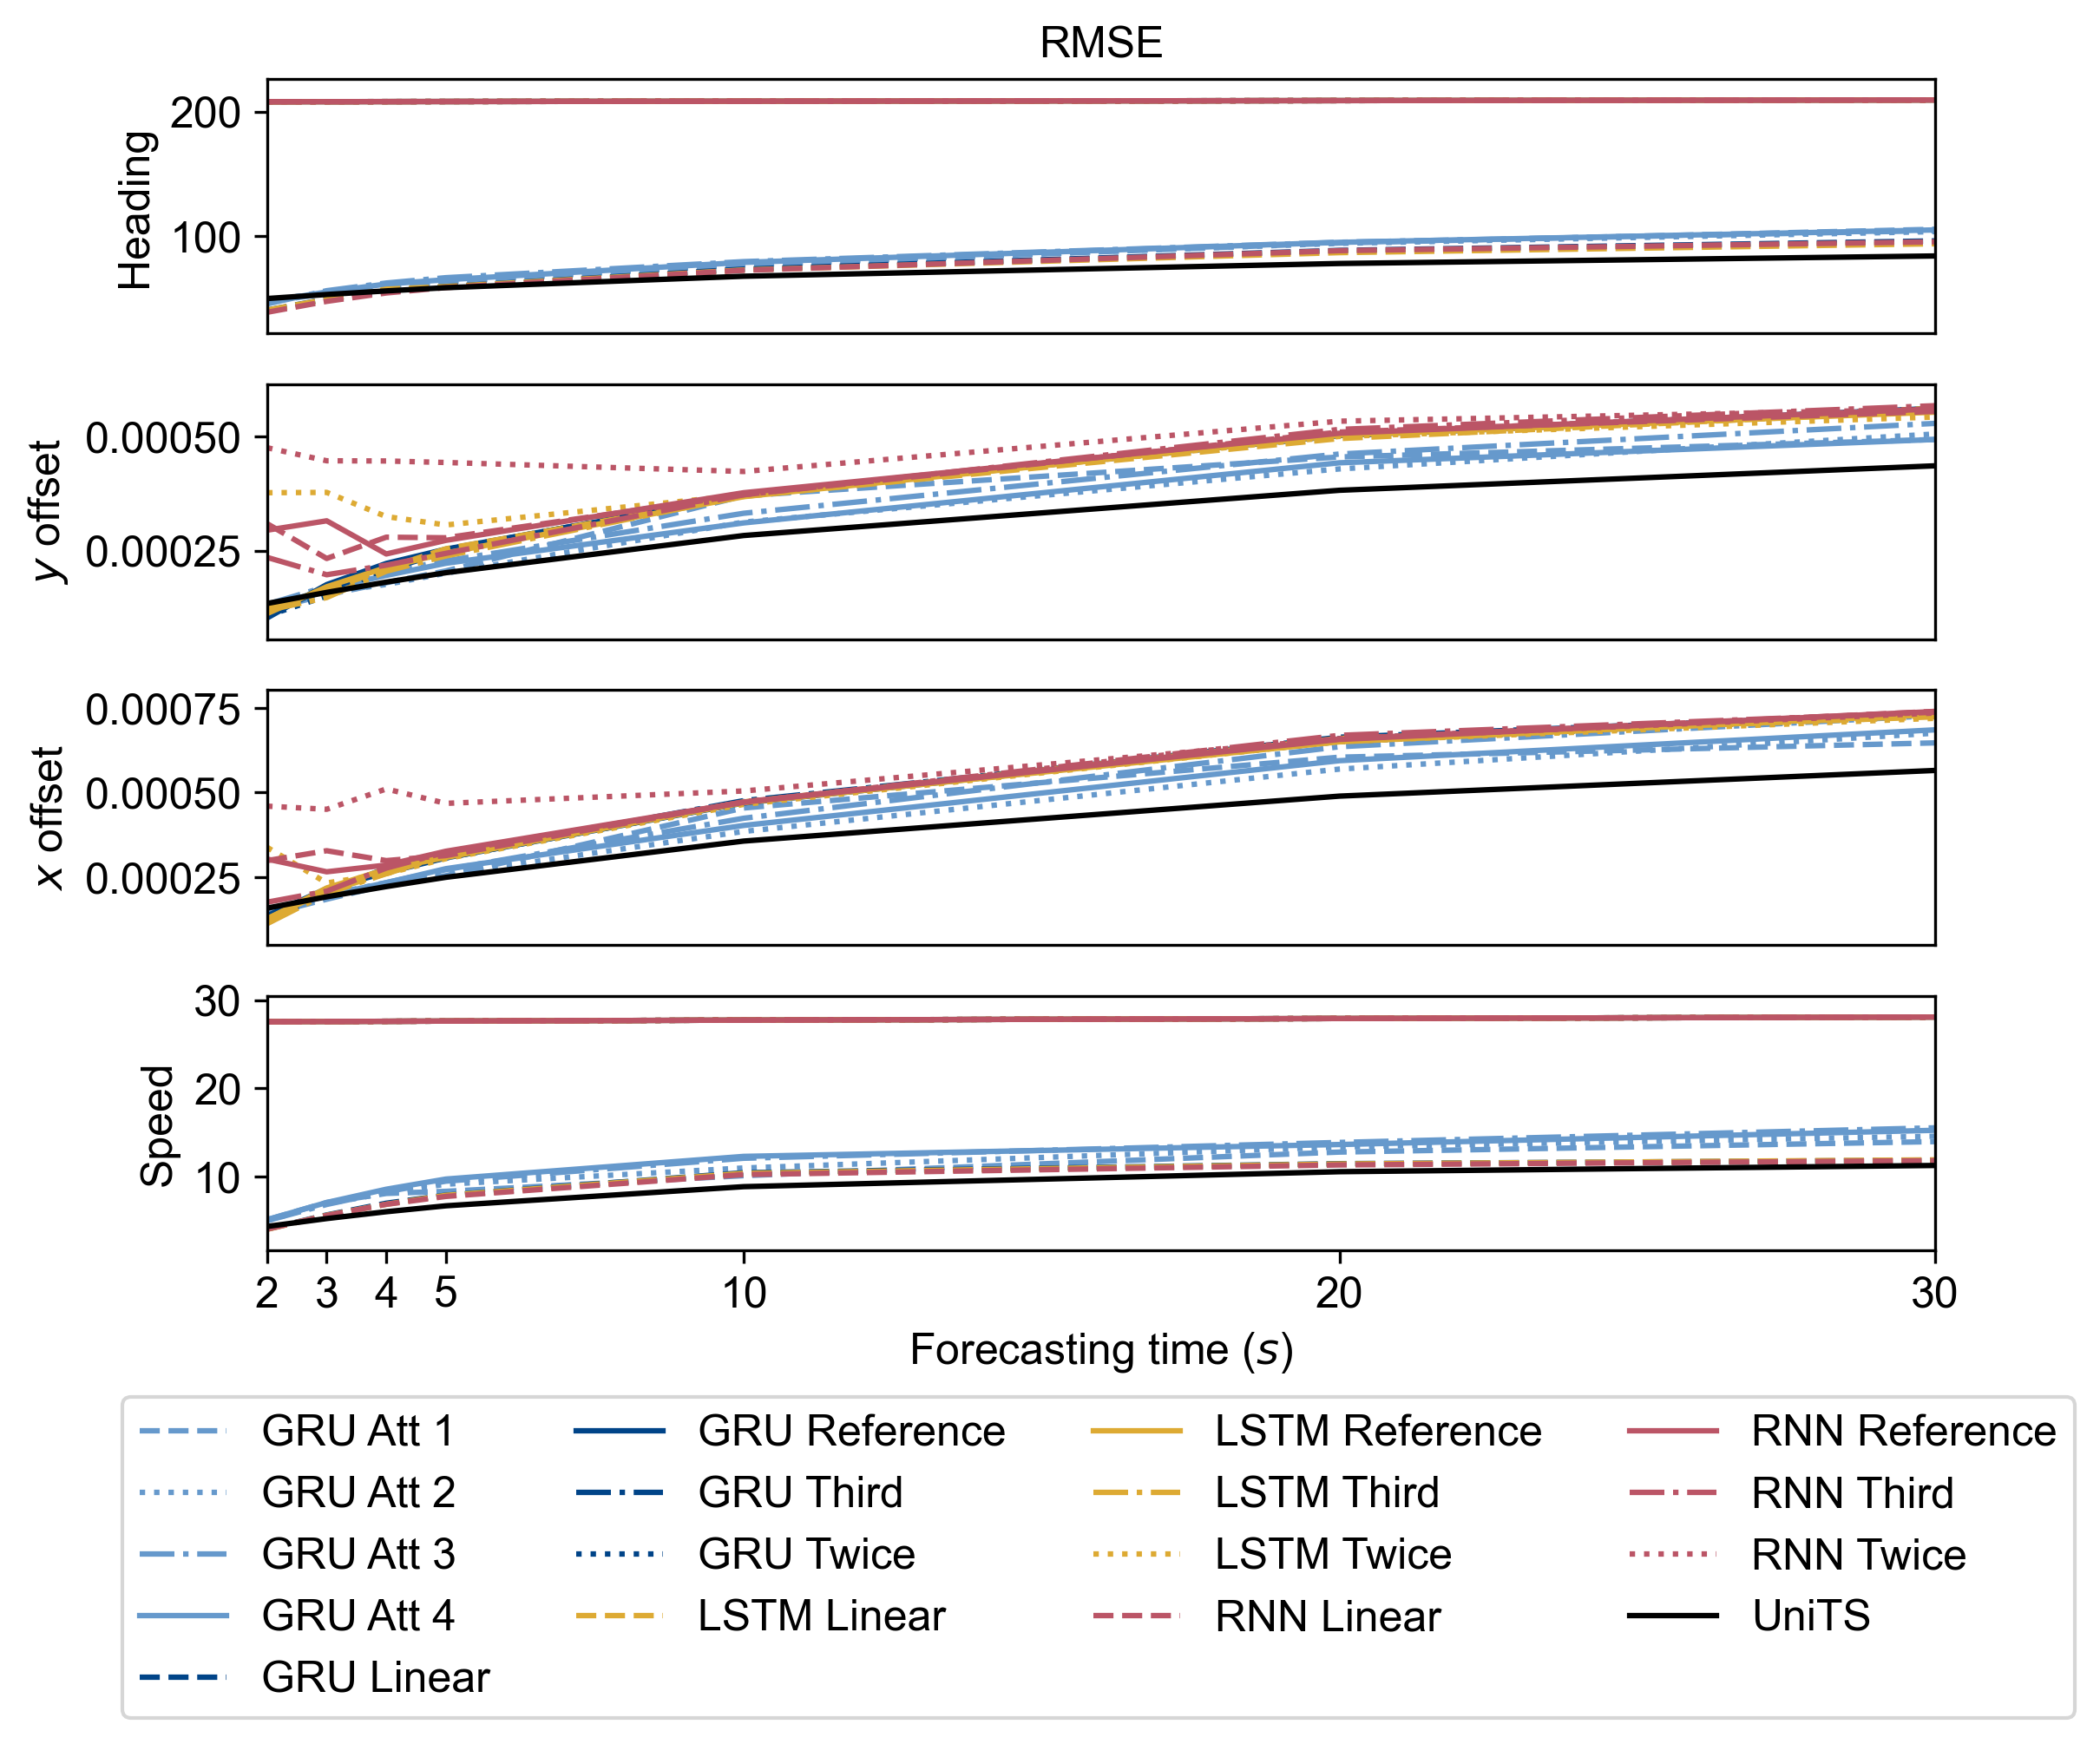 RMSE
Heading
200
100
y offset
0.00050
0.00025
x offset
0.00075
0.00050
0.00025
Speed
30
20
10
2 3 4 5 10 20 30
Forecasting time (s)
GRU Att 1 GRU Reference LSTM Reference RNN Reference
GRU Att 2 GRU Third LSTM Third RNN Third
GRU Att 3 GRU Twice LSTM Twice RNN Twice
GRU Att 4 LSTM Linear RNN Linear UniTS
GRU Linear